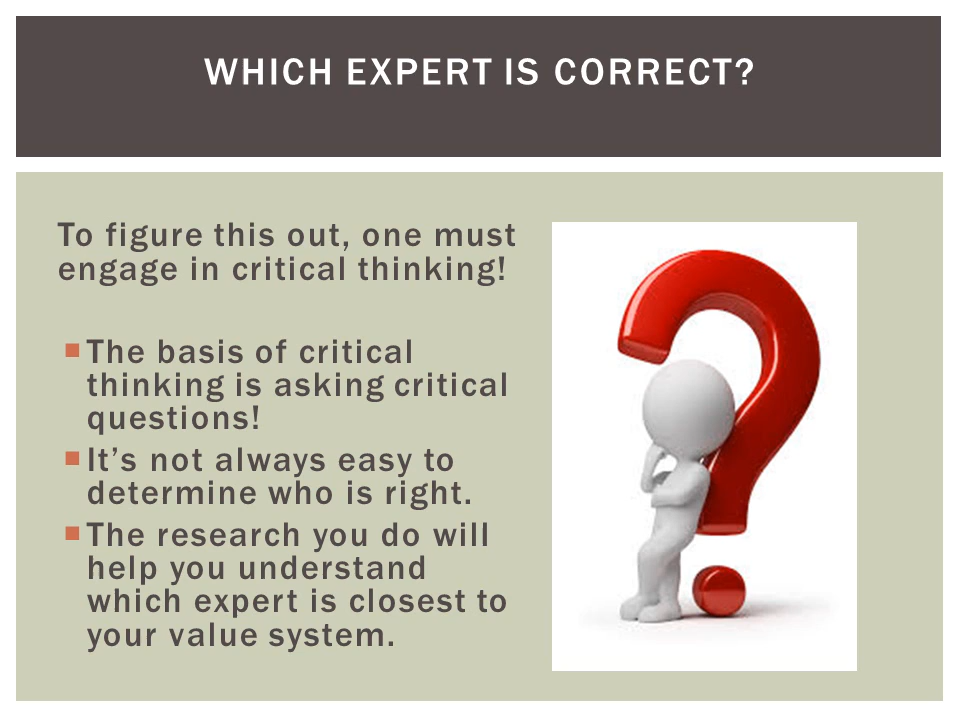 WHICH EXPERT IS CORRECT?
To figure this out, one must
engage in critical thinking!
The basis of critical
thinking is asking critical
questions!
It’s not always easy to
determine who is right.
The research you do will
help you understand
which expert is closest to
your value system.